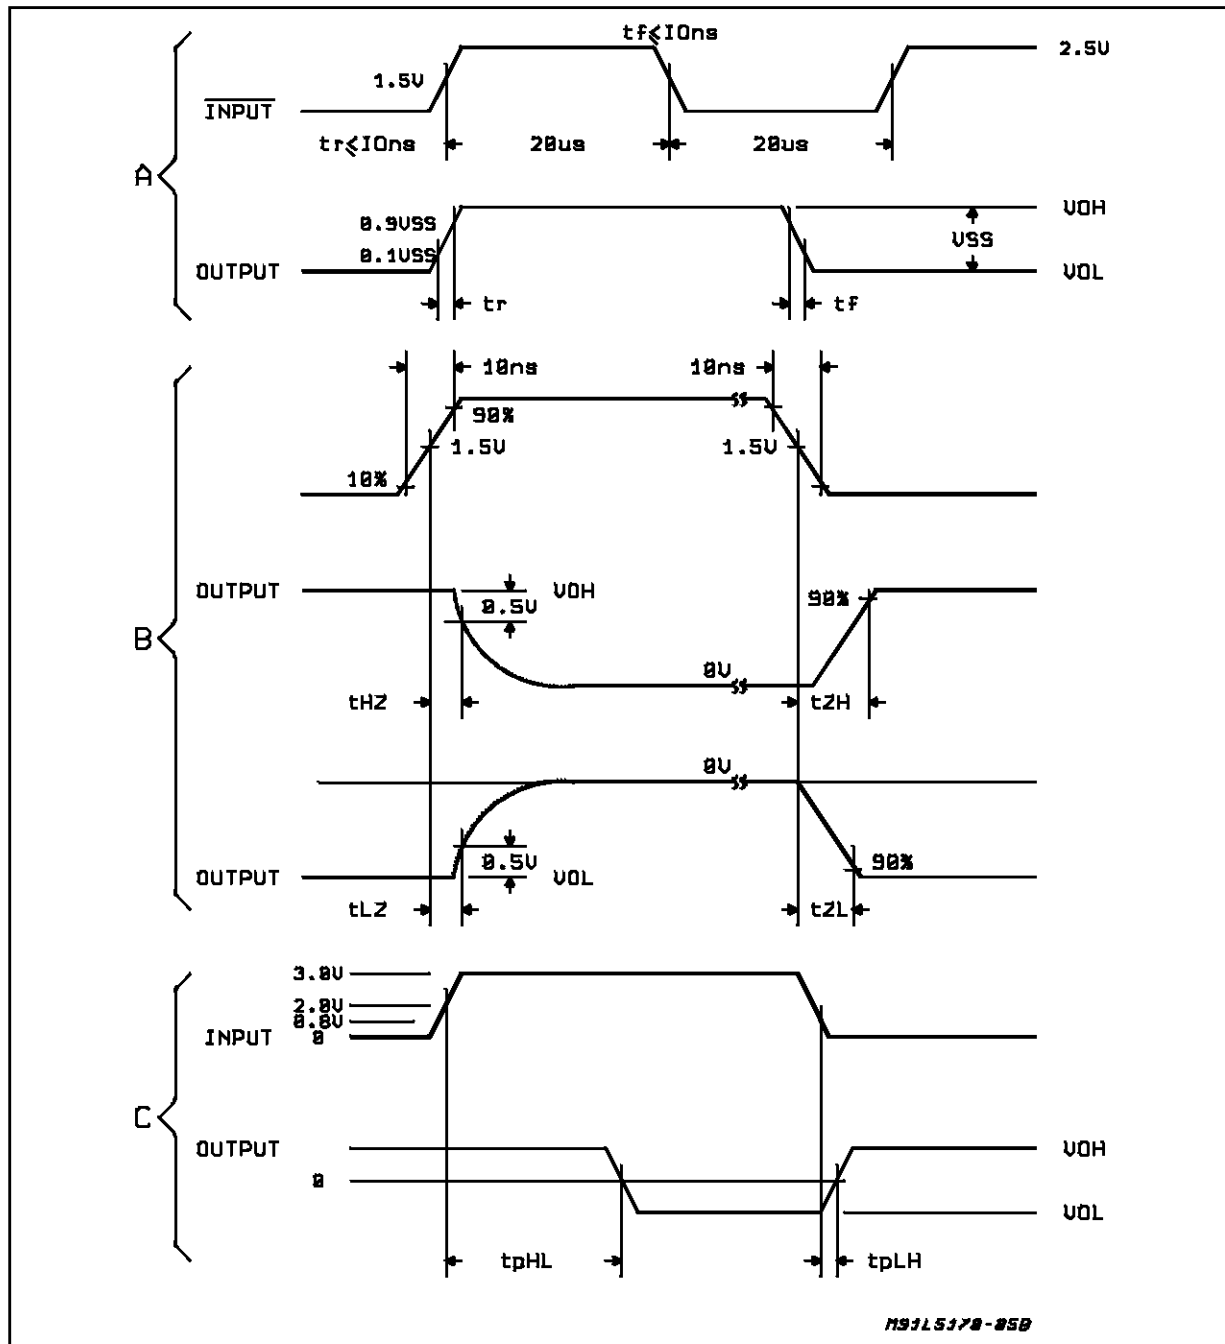 tf≤10ns
2.5V
1.5V
INPUT
tr≤10ns
20us
20us
A
0.9VSS
VOH
VSS
0.1VSS
OUTPUT
VOL
tr
tf
10ns
10ns
90%
1.5V
1.5V
10%
OUTPUT
VOH
90%
0.5V
B
0V
tHZ
tZH
0V
0.5V
90%
OUTPUT
VOL
tLZ
tZL
3.0V
2.0V
0.8V
INPUT
0
C
OUTPUT
VOH
0
VOL
tpHL
tpLH
M91L5170-05B